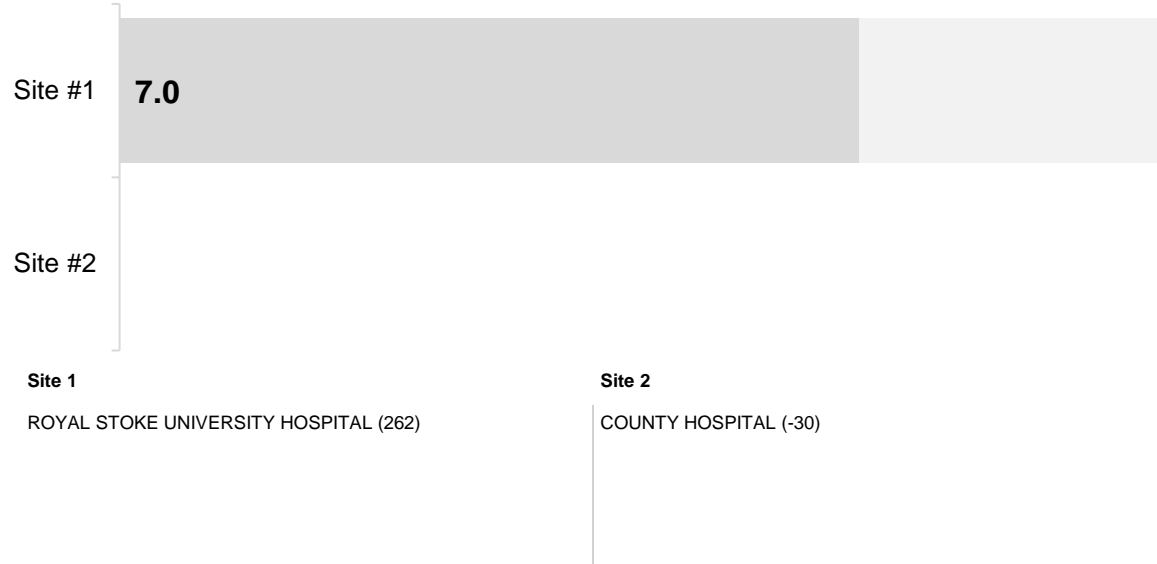 Site #1
7.0
Site #2
Site 1
Site 2
ROYAL STOKE UNIVERSITY HOSPITAL (262)
COUNTY HOSPITAL (-30)